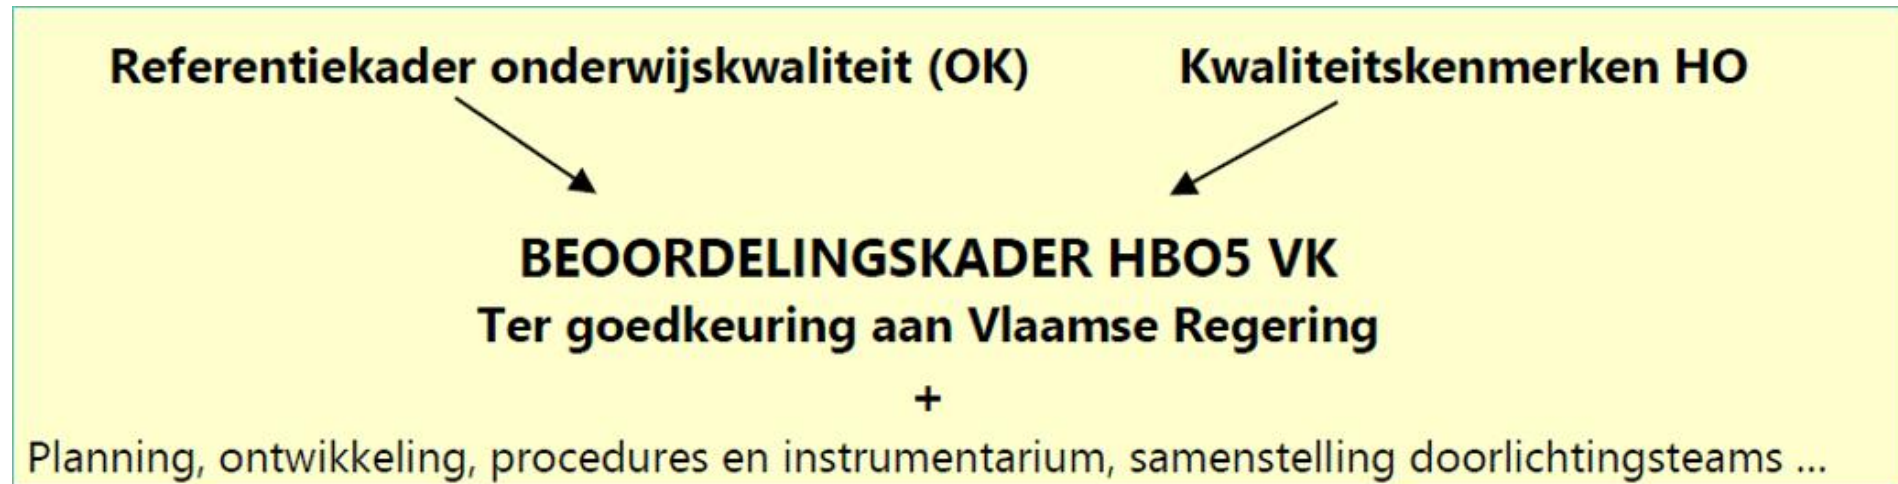 Referentiekader onderwijskwaliteit (OK) Kwaliteitskenmerken HO
BEOORDELINGSKADER HBO5 VK
Ter goedkeuring aan Vlaamse Regering
+
Planning, ontwikkeling, procedures en instrumentarium, samenstelling doorlichtingsteams ...